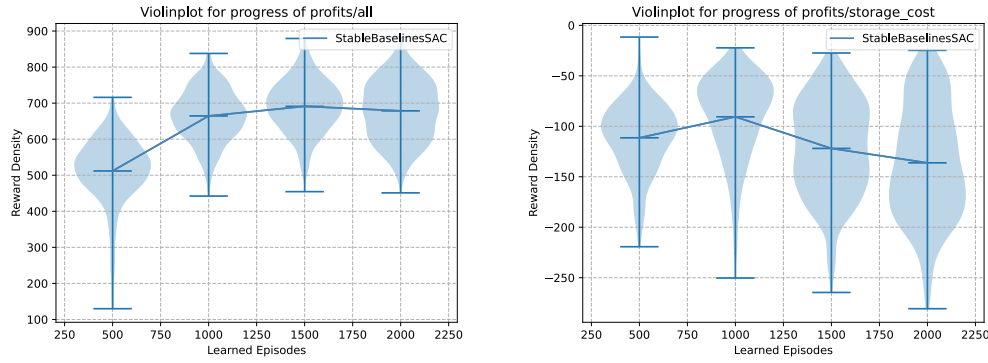 Violinplot for progress of profits/all
StableBaselinesSAC
900
800
700
600
500
400
300
200
100
Reward Density
250 500 750 1000 1250 1500 1750 2000 2250
Learned Episodes
Violinplot for progress of profits/storage_cost
StableBaselinesSAC
0
−50
−100
−150
−200
−250
Reward Density
250 500 750 1000 1250 1500 1750 2000 2250
Learned Episodes